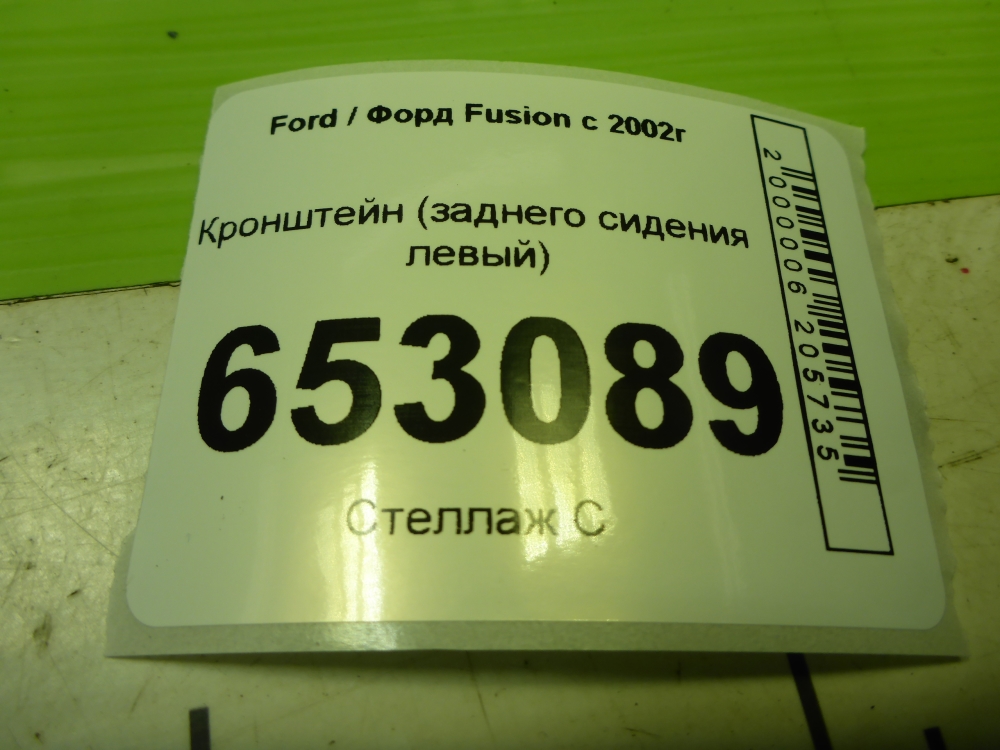 Ford / Форд Fusion с 2002г
Кронштейн (заднего сидения
левый)
653089
Стеллаж С
2000006205735